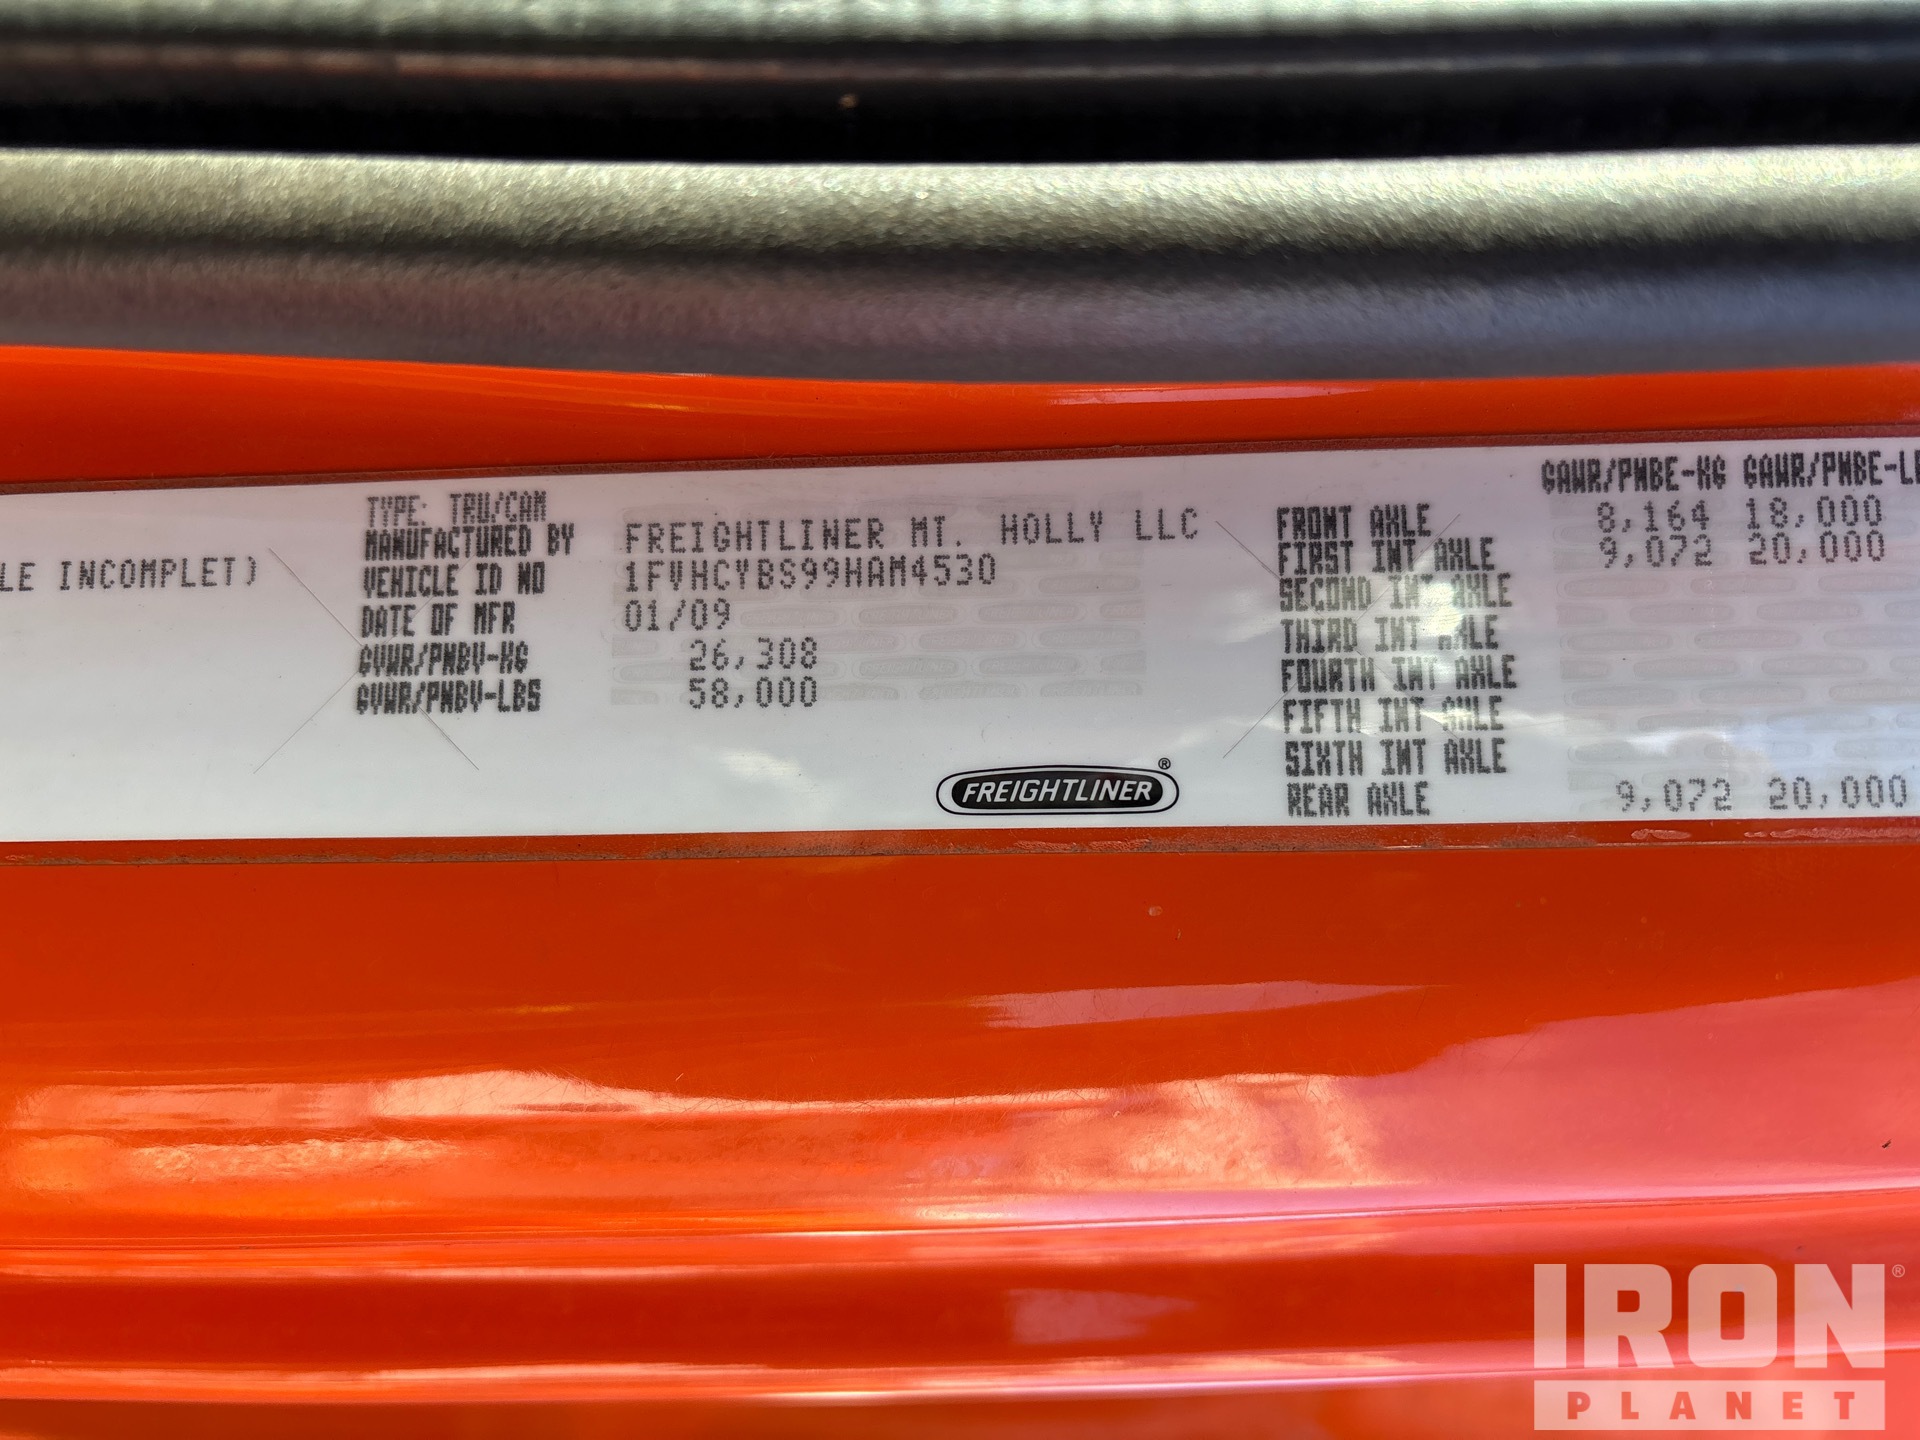 LE INCOMPLET)
TYPE: TRU/CAM
MANUFACTURED BY FREIGHTLINER MT. HOLLY LLC
VEHICLE ID NO 1FVHCYBS99HAM4530
DATE OF MFR 01/09
GVWR/PNBV-KG 26,308
GVWR/PNBV-LBS 58,000
FREIGHTLINER®
GAWR/PNBE-KG GAWR/PNBE-LB
FRONT AXLE 8,164 18,000
FIRST INT AXLE 9,072 20,000
SECOND INT AXLE
THIRD INT AXLE
FOURTH INT AXLE
FIFTH INT AXLE
SIXTH INT AXLE
REAR AXLE 9,072 20,000
IRON®
PLANET